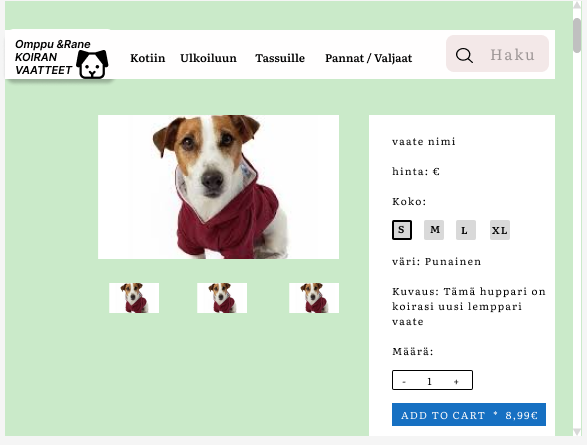 Omppu &Rane
KOIRAN
VAATTEET
Kotiin Ulkoiluun Tassuille Pannat / Valjaat
Haku
vaate nimi
hinta: €
Koko:
S M L XL
väri: Punainen
Kuvaus: Tämä huppari on
koirasi uusi lemppari
vaate
Määrä:
- 1 +
ADD TO CART * 8,99€